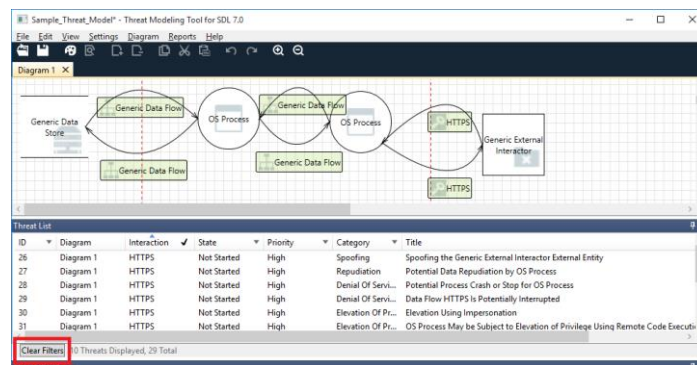 Sample_Threat_Model* - Threat Modeling Tool for SDL 7.0
File Edit View Settings Diagram Reports Help
Diagram 1 X
Generic Data Flow
Generic Data Flow
HTTPS
Generic Data Store
OS Process
OS Process
Generic External Interactor
Generic Data Flow
Generic Data Flow
HTTPS
Threat List
ID Diagram Interaction State Priority Category Title
26 Diagram 1 HTTPS Not Started High Spoofing Spoofing the Generic External Interactor External Entity
27 Diagram 1 HTTPS Not Started High Repudiation Potential Data Repudiation by OS Process
28 Diagram 1 HTTPS Not Started High Denial Of Servi... Potential Process Crash or Stop for OS Process
29 Diagram 1 HTTPS Not Started High Denial Of Servi... Data Flow HTTPS Is Potentially Interrupted
30 Diagram 1 HTTPS Not Started High Elevation Of Pr... Elevation Using Impersonation
31 Diagram 1 HTTPS Not Started High Elevation Of Pr... OS Process May be Subject to Elevation of Privilege Using Remote Code Executi
Clear Filters 10 Threats Displayed, 29 Total